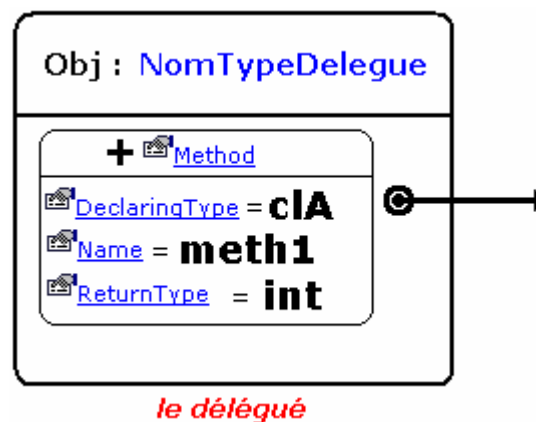 Obj : NomTypeDelegue
+ Method
DeclaringType = clA
Name = meth1
ReturnType = int
le délégué